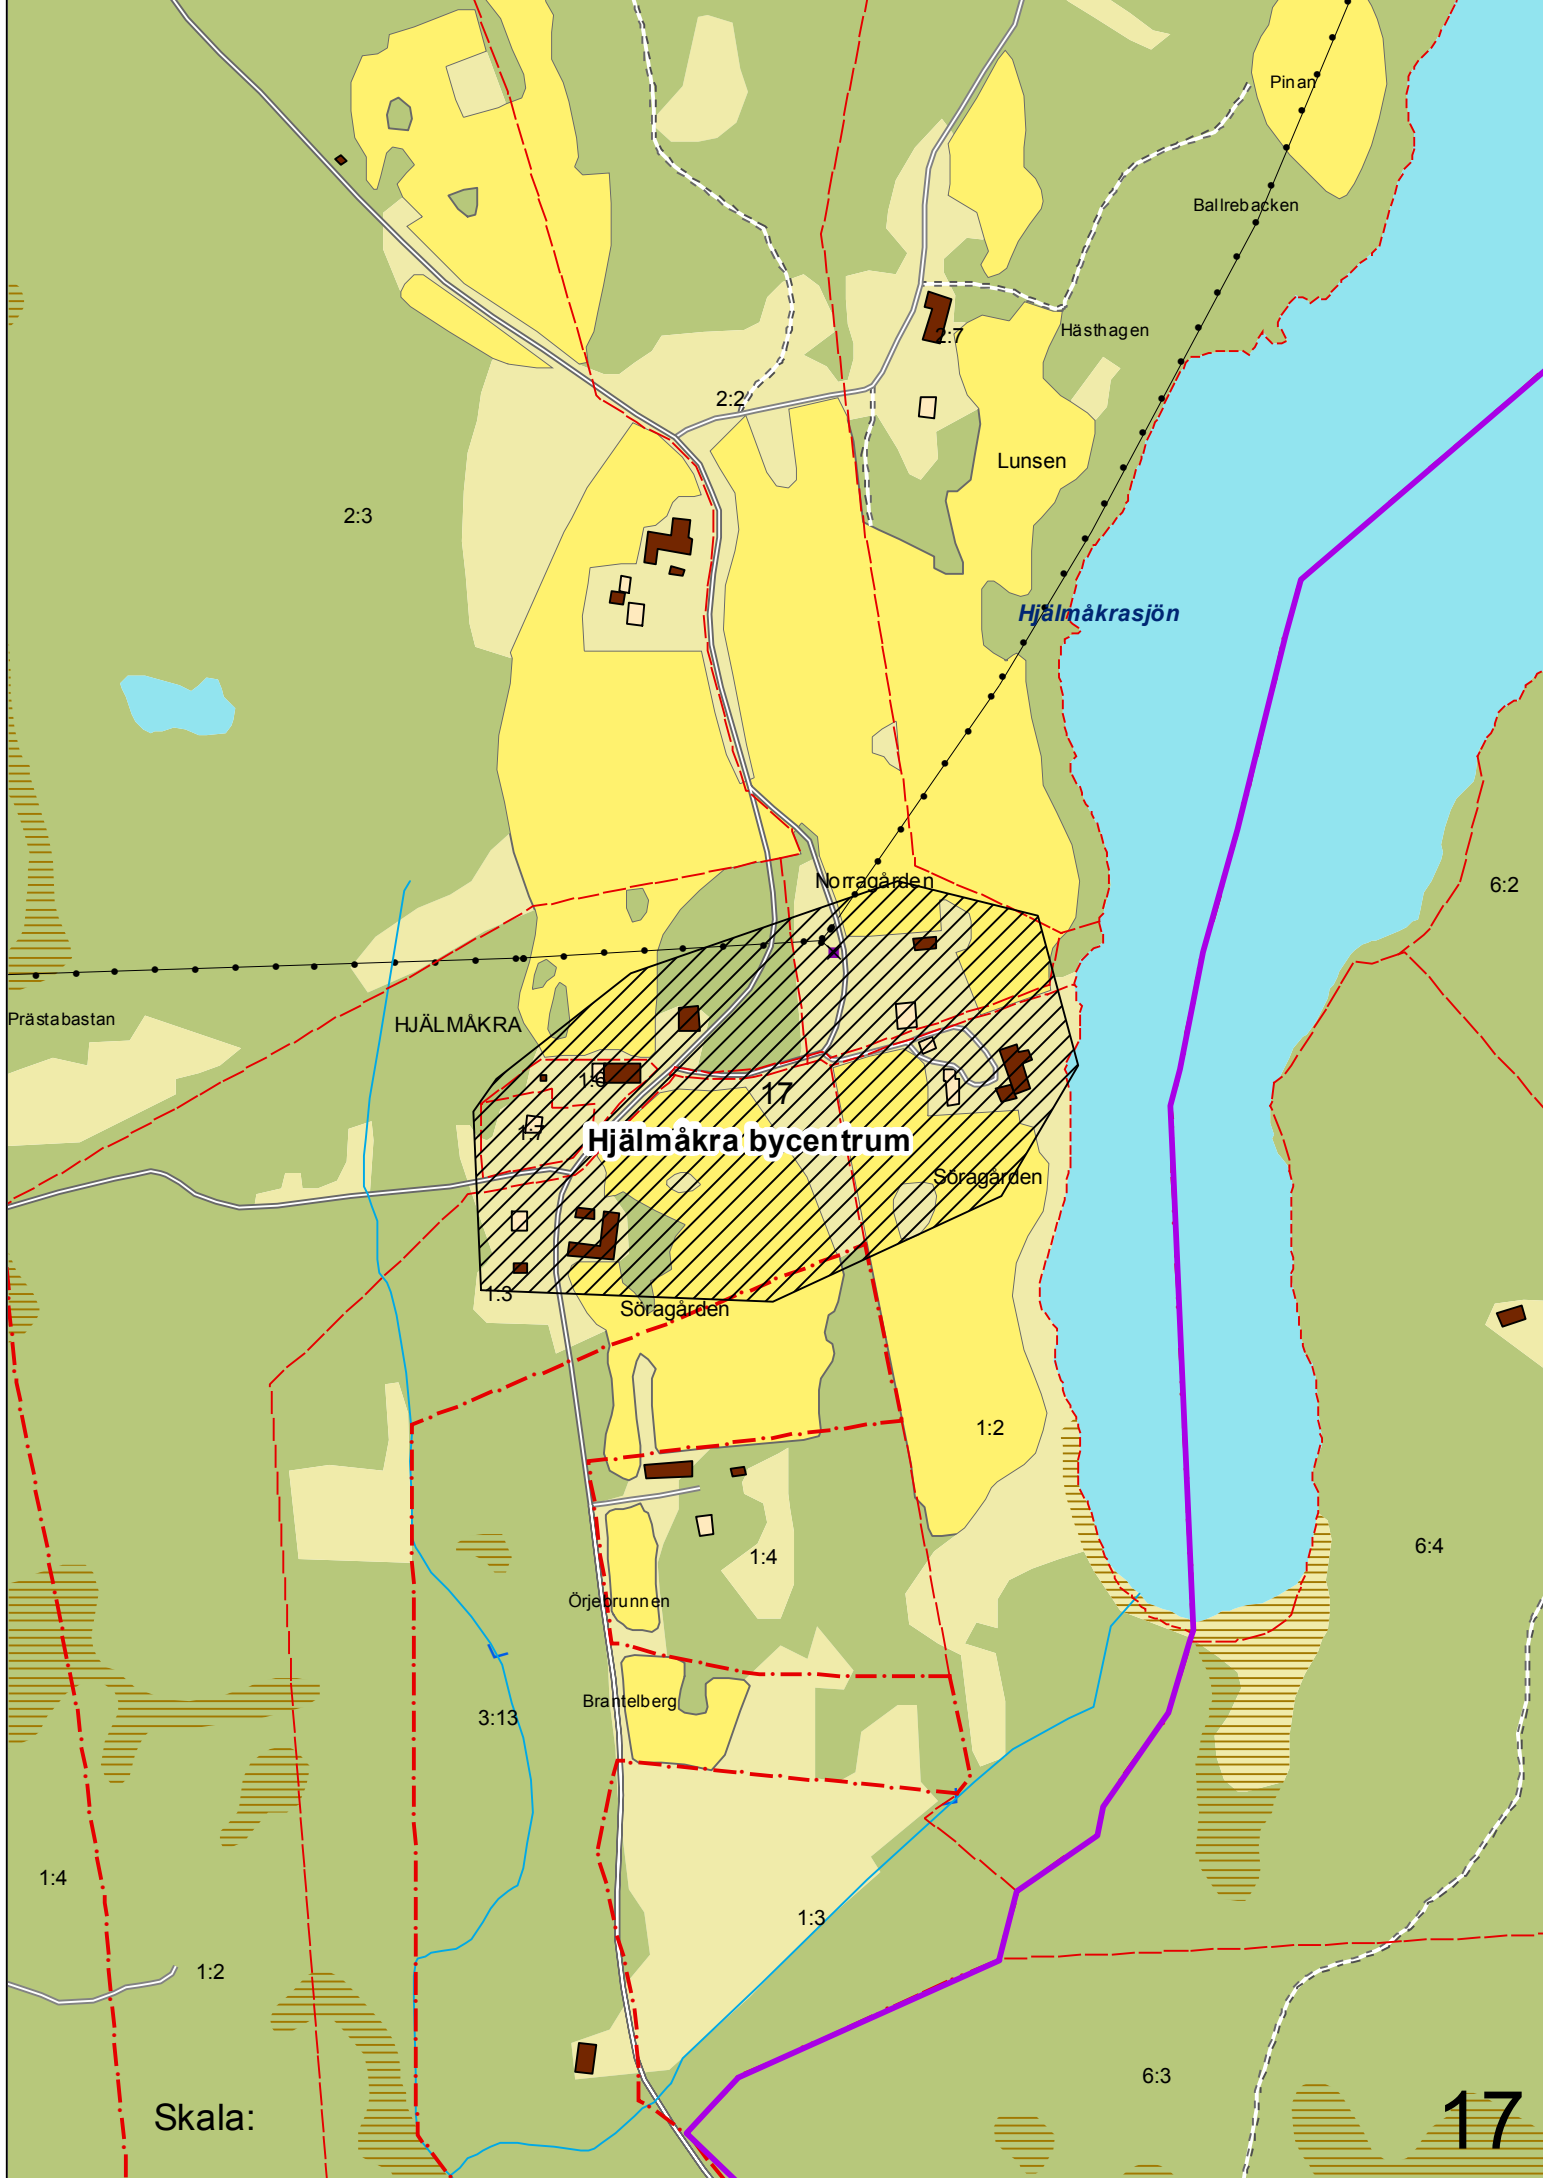 Pinan
Ballrebacken
Hästhagen
2:7
2:2
Lunsen
2:3
Hjälmåkrasjön
Norragården
6:2
Prästabastan
HJÄLMÅKRA
1:6
17
1:7
Hjälmåkra bycentrum
Söragården
1:3
Söragården
1:2
6:4
1:4
Örjebrunnen
Brantelberg
3:13
1:4
1:3
1:2
6:3
Skala:
17